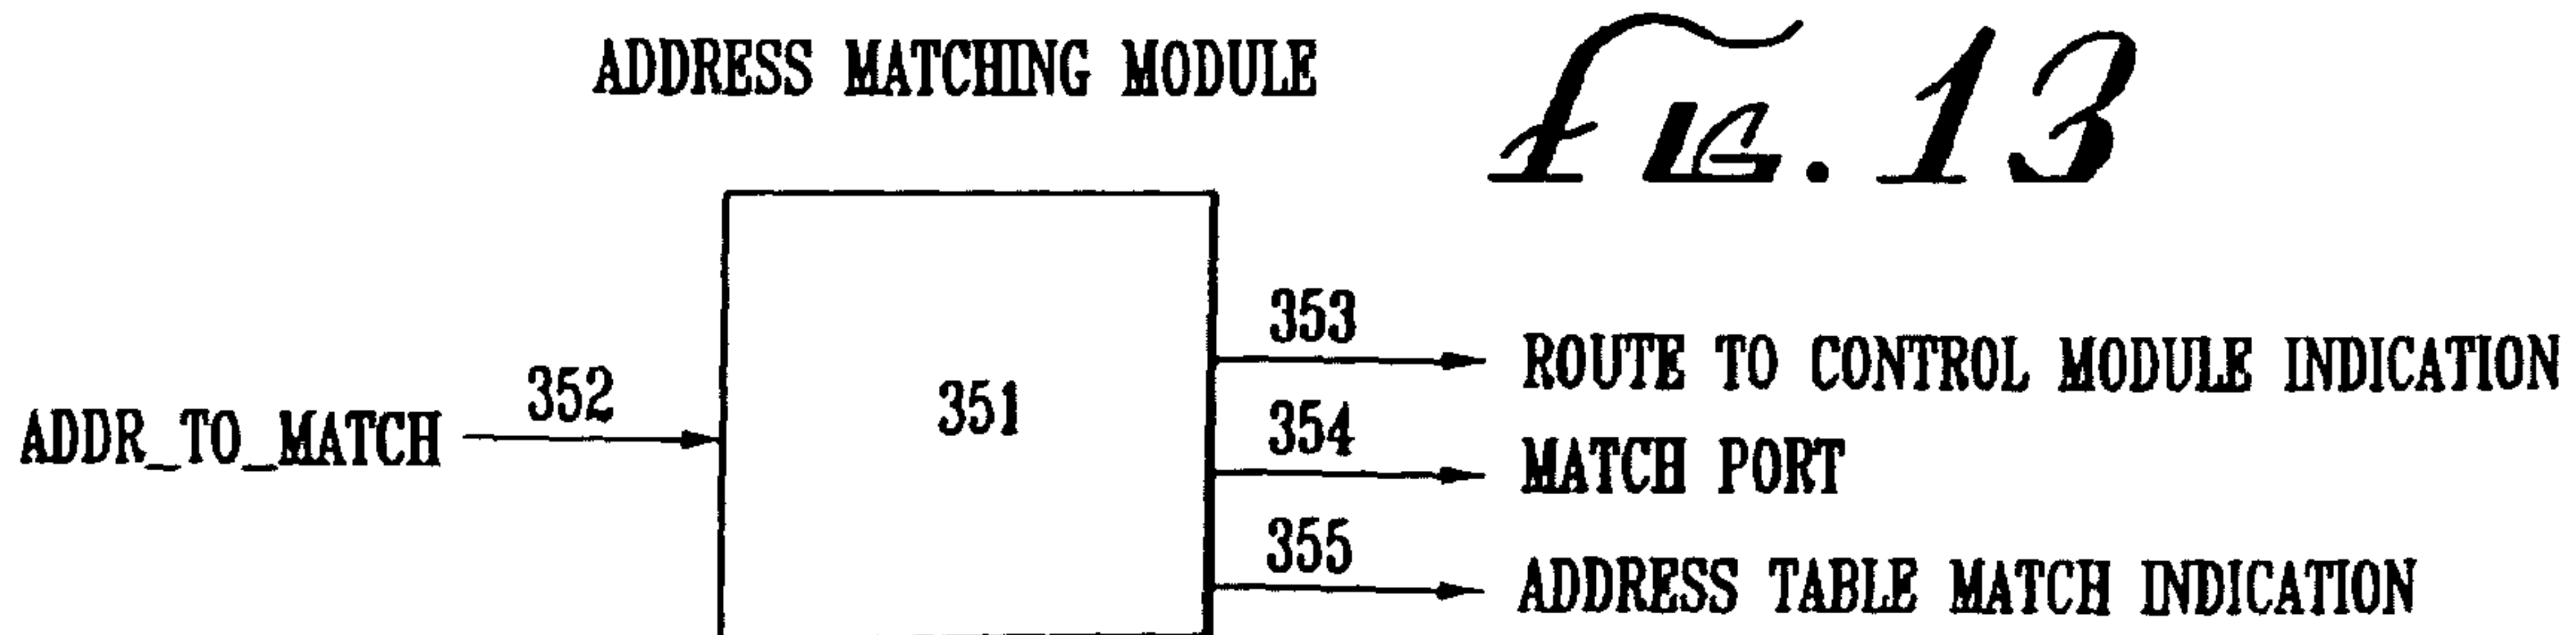 ADDRESS MATCHING MODULE
FIG. 13
353
ROUTE TO CONTROL MODULE INDICATION
352
351
ADDR_TO_MATCH
354
MATCH PORT
355
ADDRESS TABLE MATCH INDICATION